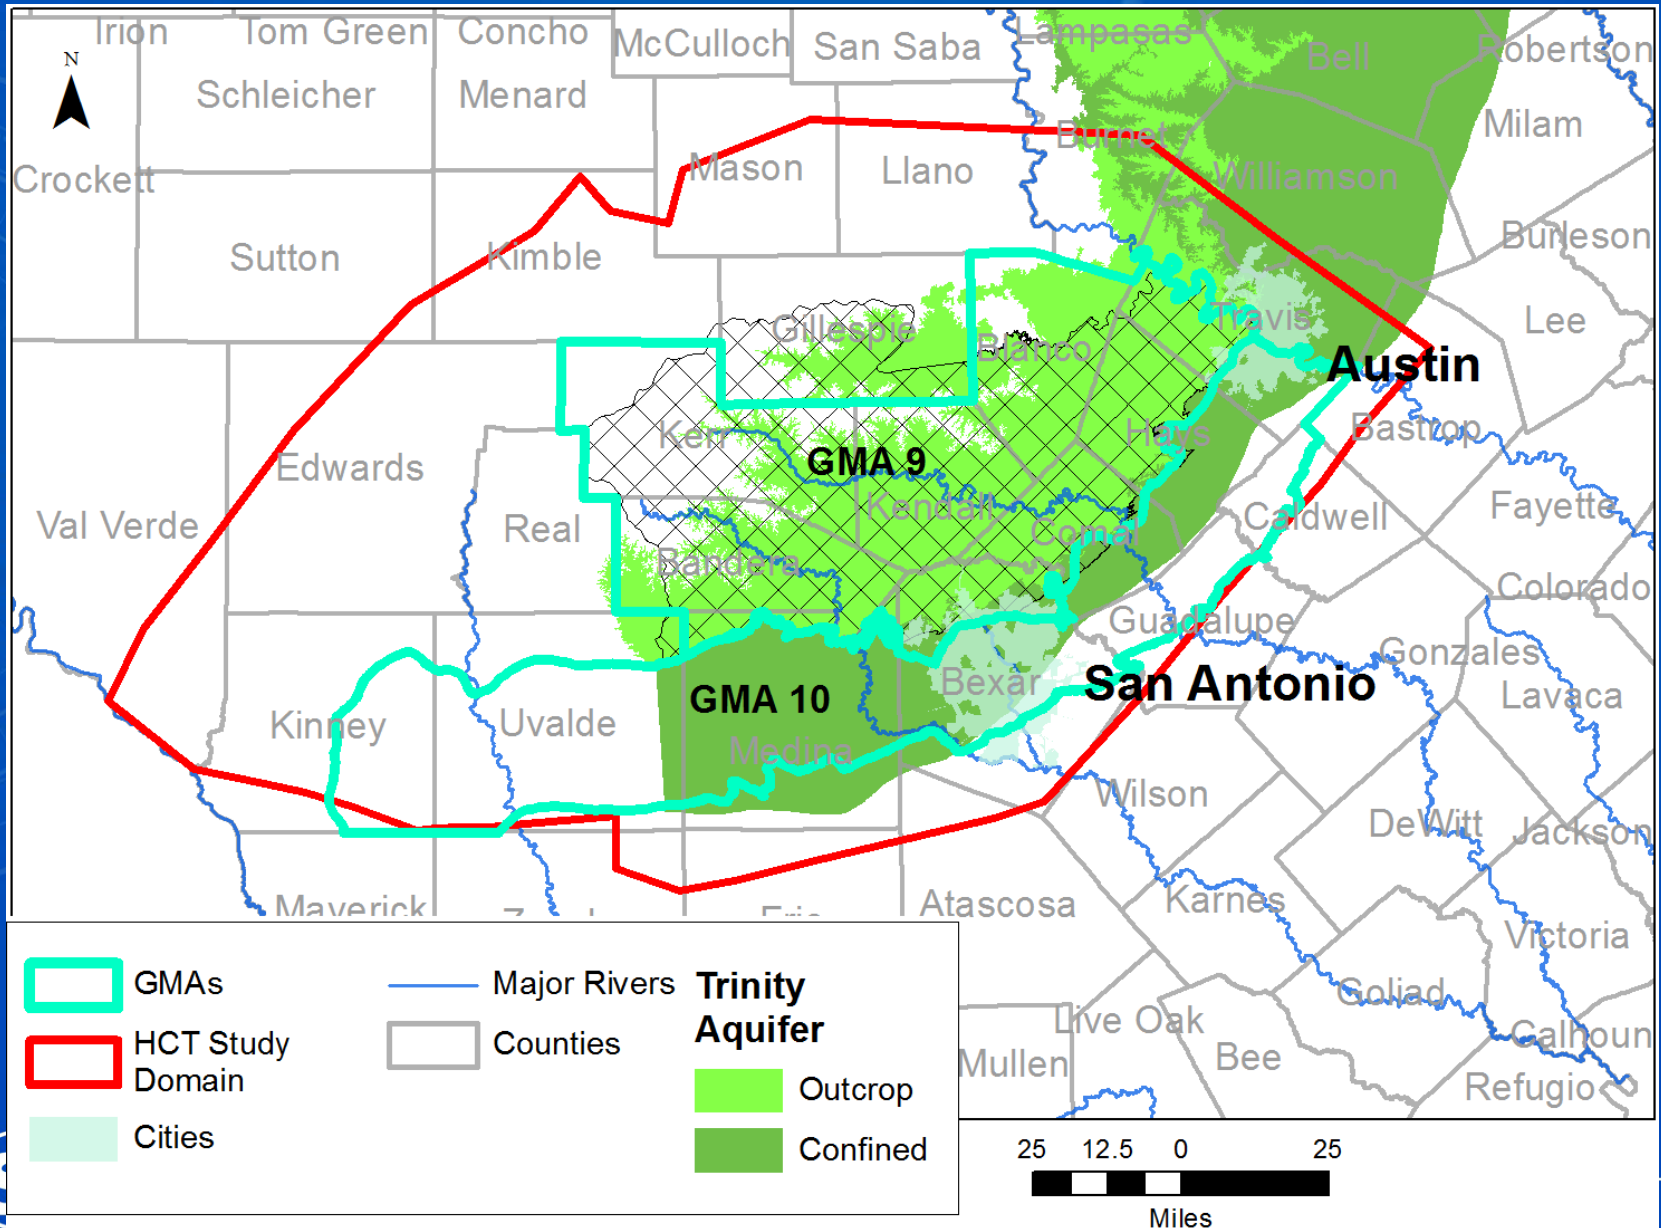 Irion
Tom Green
Concho
McCulloch
San Saba
Lampasas
Bell
Robertson
N
Schleicher
Menard
Milam
Burnet
Crockett
Mason
Llano
Williamson
Burleson
Sutton
Kimble
Gillespie
Blanco
Travis
Lee
Austin
Kerr
GMA 9
Hays
Bastrop
Edwards
Val Verde
Real
Kendall
Comal
Caldwell
Fayette
Bandera
Colorado
Guadalupe
Gonzales
Lavaca
Kinney
Uvalde
GMA 10
Medina
Bexar
San Antonio
Wilson
DeWitt
Jackson
Maverick
Atascosa
Karnes
Victoria
Goliad
Live Oak
Calhoun
Mullen
Bee
Refugio
GMAs
HCT Study
Domain
Cities
Major Rivers
Counties
Trinity
Aquifer
Outcrop
Confined
25 12.5 0 25
Miles